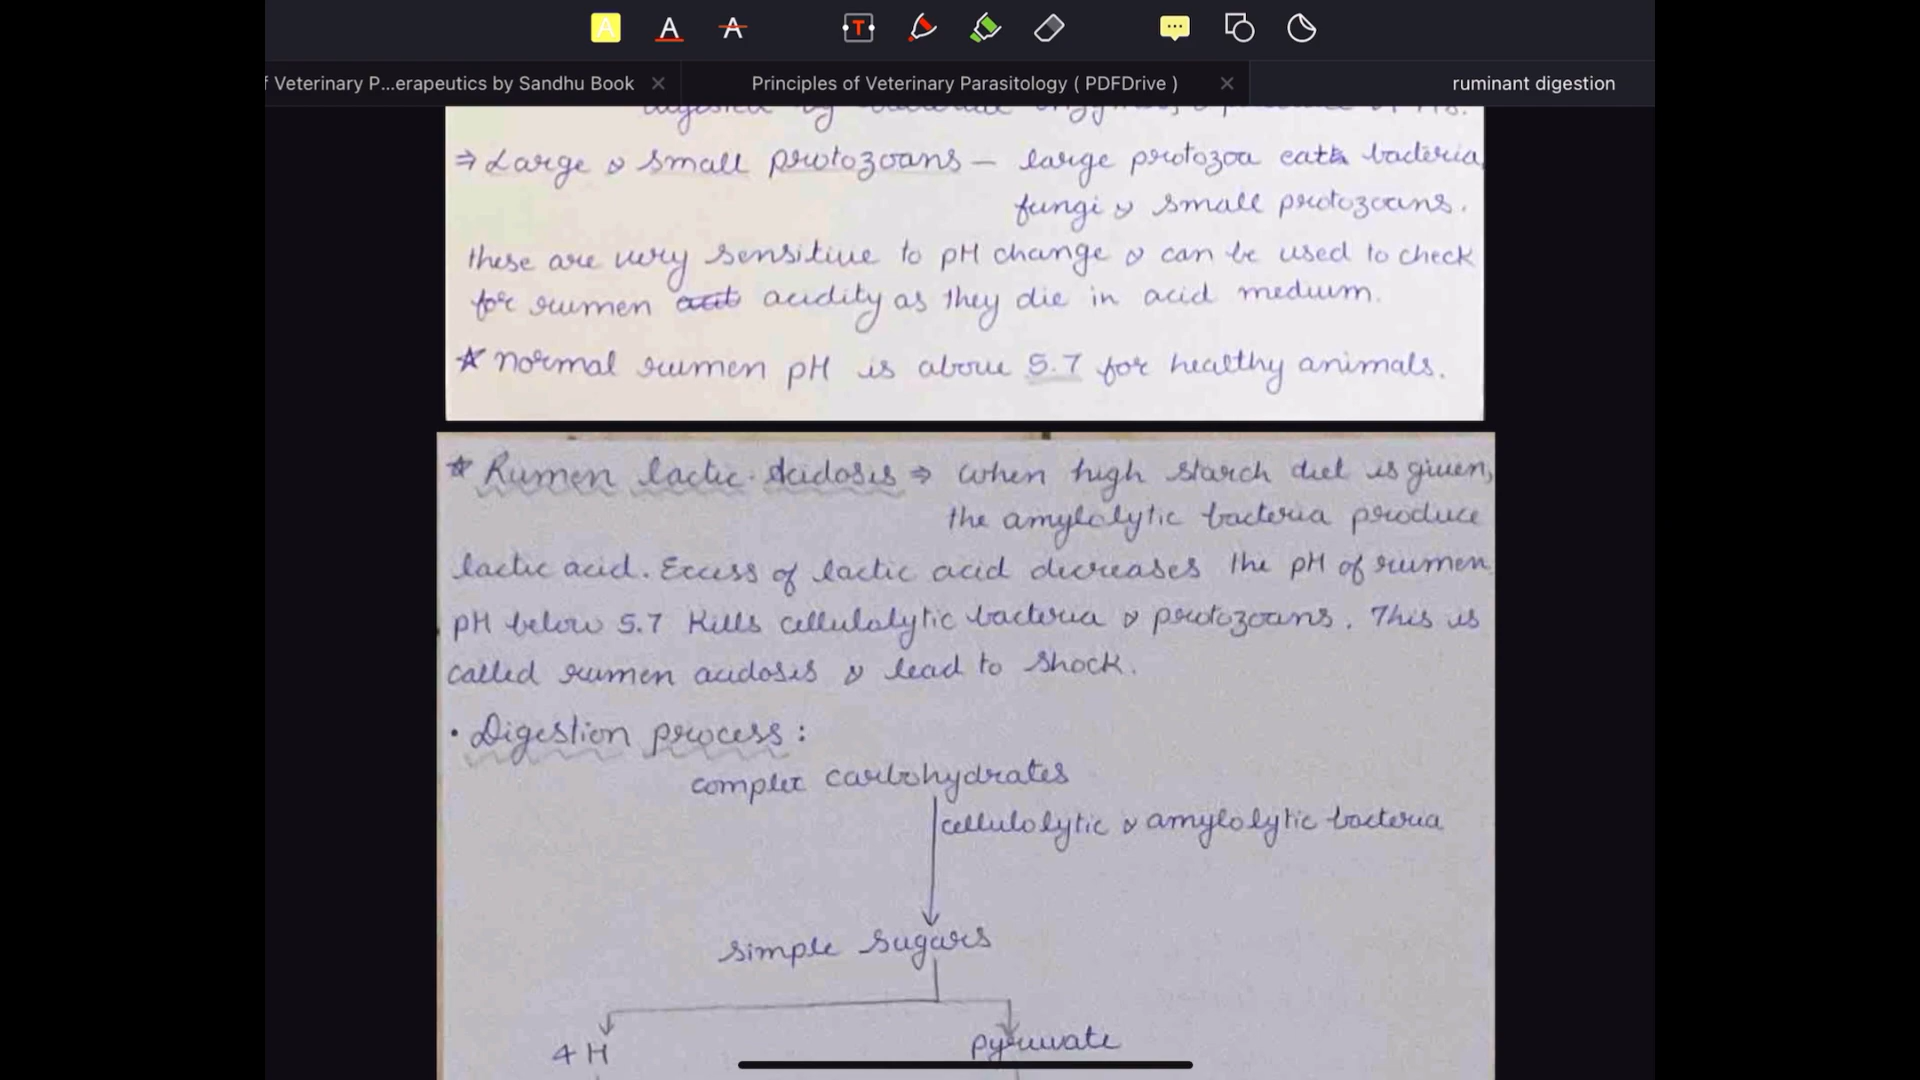 A A A T
f Veterinary P...erapeutics by Sandhu Book × Principles of Veterinary Parasitology ( PDFDrive ) × ruminant digestion
digested by bacterial enzymes,
⇒ Large & small protozoans – large protozoa eat bacteria,
fungi & small protozoans.
these are very sensitive to pH change & can be used to check
for rumen acidity as they die in acid medium.
★ normal rumen pH is above 5.7 for healthy animals.
★ Rumen lactic acidosis ⇒ when high starch diet is given,
the amylolytic bacteria produce
lactic acid. Excess of lactic acid decreases the pH of rumen
pH below 5.7 kills cellulolytic bacteria & protozoans. This is
called rumen acidosis & lead to shock.
• Digestion process :
complex carbohydrates
cellulolytic & amylolytic bacteria
simple sugars
4 H pyruvate